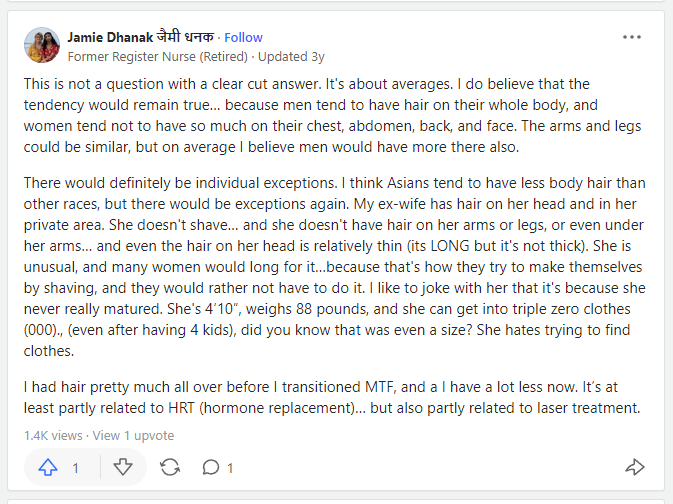 Jamie Dhanak जैमी धनक · Follow
Former Register Nurse (Retired) · Updated 3y
This is not a question with a clear cut answer. It's about averages. I do believe that the
tendency would remain true... because men tend to have hair on their whole body, and
women tend not to have so much on their chest, abdomen, back, and face. The arms and legs
could be similar, but on average I believe men would have more there also.
There would definitely be individual exceptions. I think Asians tend to have less body hair than
other races, but there would be exceptions again. My ex-wife has hair on her head and in her
private area. She doesn't shave... and she doesn't have hair on her arms or legs, or even under
her arms... and even the hair on her head is relatively thin (its LONG but it's not thick). She is
unusual, and many women would long for it...because that's how they try to make themselves
by shaving, and they would rather not have to do it. I like to joke with her that it's because she
never really matured. She's 4′10″, weighs 88 pounds, and she can get into triple zero clothes
(000)., (even after having 4 kids), did you know that was even a size? She hates trying to find
clothes.
I had hair pretty much all over before I transitioned MTF, and a I have a lot less now. It's at
least partly related to HRT (hormone replacement)... but also partly related to laser treatment.
1.4K views · View 1 upvote
1 1